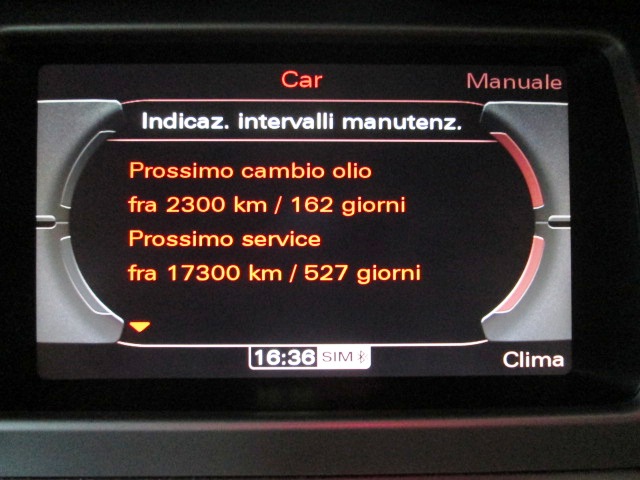 Car
Manuale
Indicaz. intervalli manutenz.
Prossimo cambio olio
fra 2300 km / 162 giorni
Prossimo service
fra 17300 km / 527 giorni
16:36 SIM
Clima